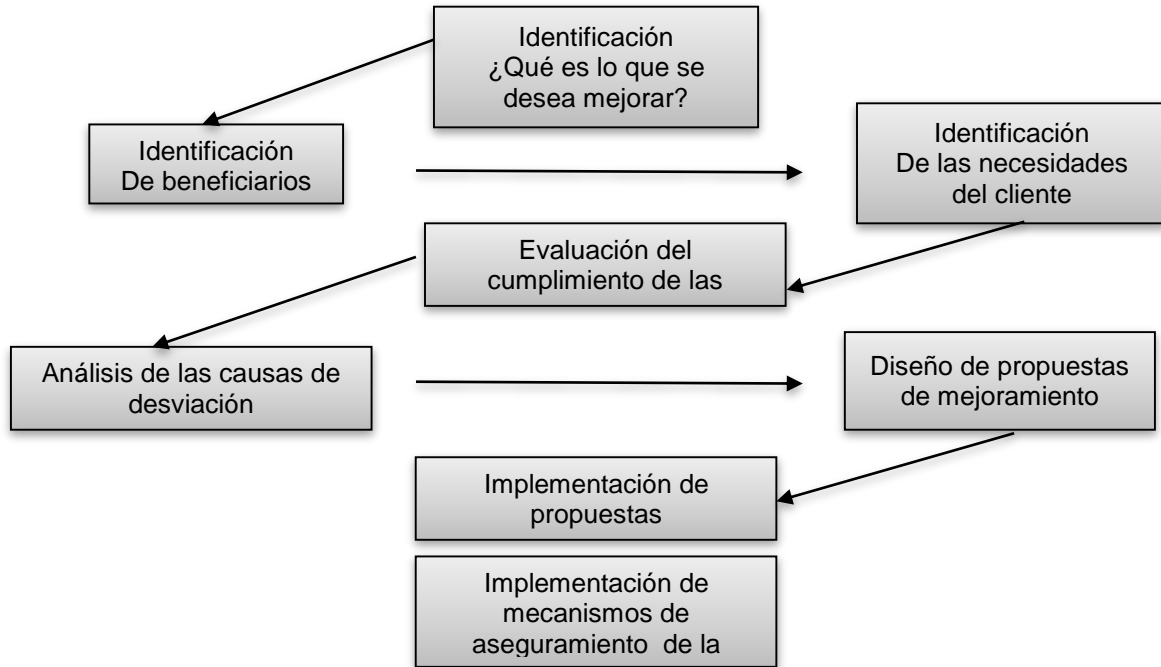 Identificación
¿Qué es lo que se
desea mejorar?
Identificación
De beneficiarios
Identificación
De las necesidades
del cliente
Evaluación del
cumplimiento de las
Análisis de las causas de
desviación
Diseño de propuestas
de mejoramiento
Implementación de
propuestas
Implementación de
mecanismos de
aseguramiento de la